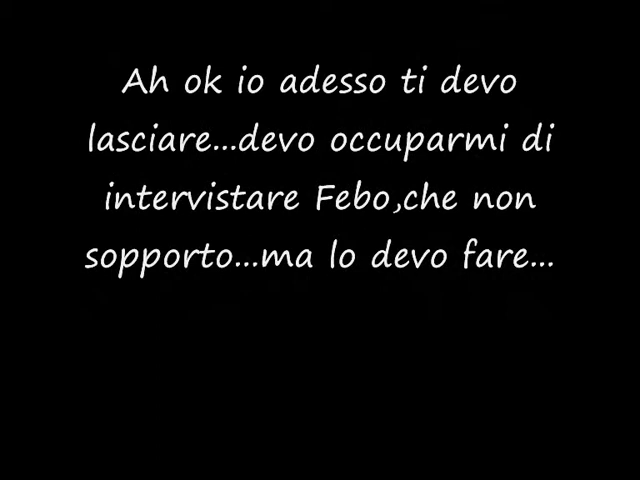 Ah ok io adesso ti devo
lasciare...devo occuparmi di
intervistare Febo,che non
sopporto...ma lo devo fare...